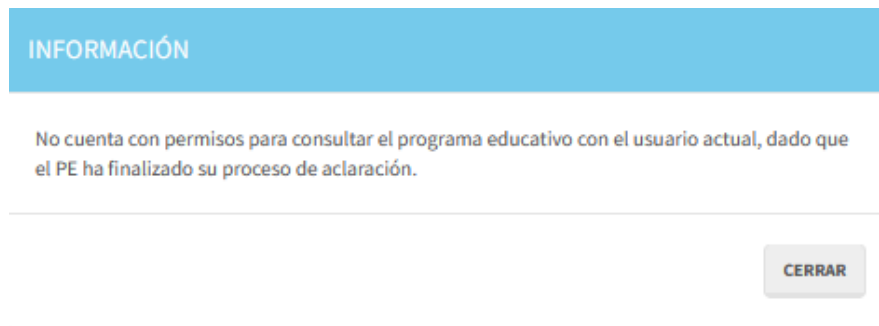 INFORMACIÓN
No cuenta con permisos para consultar el programa educativo con el usuario actual, dado que
el PE ha finalizado su proceso de aclaración.
CERRAR